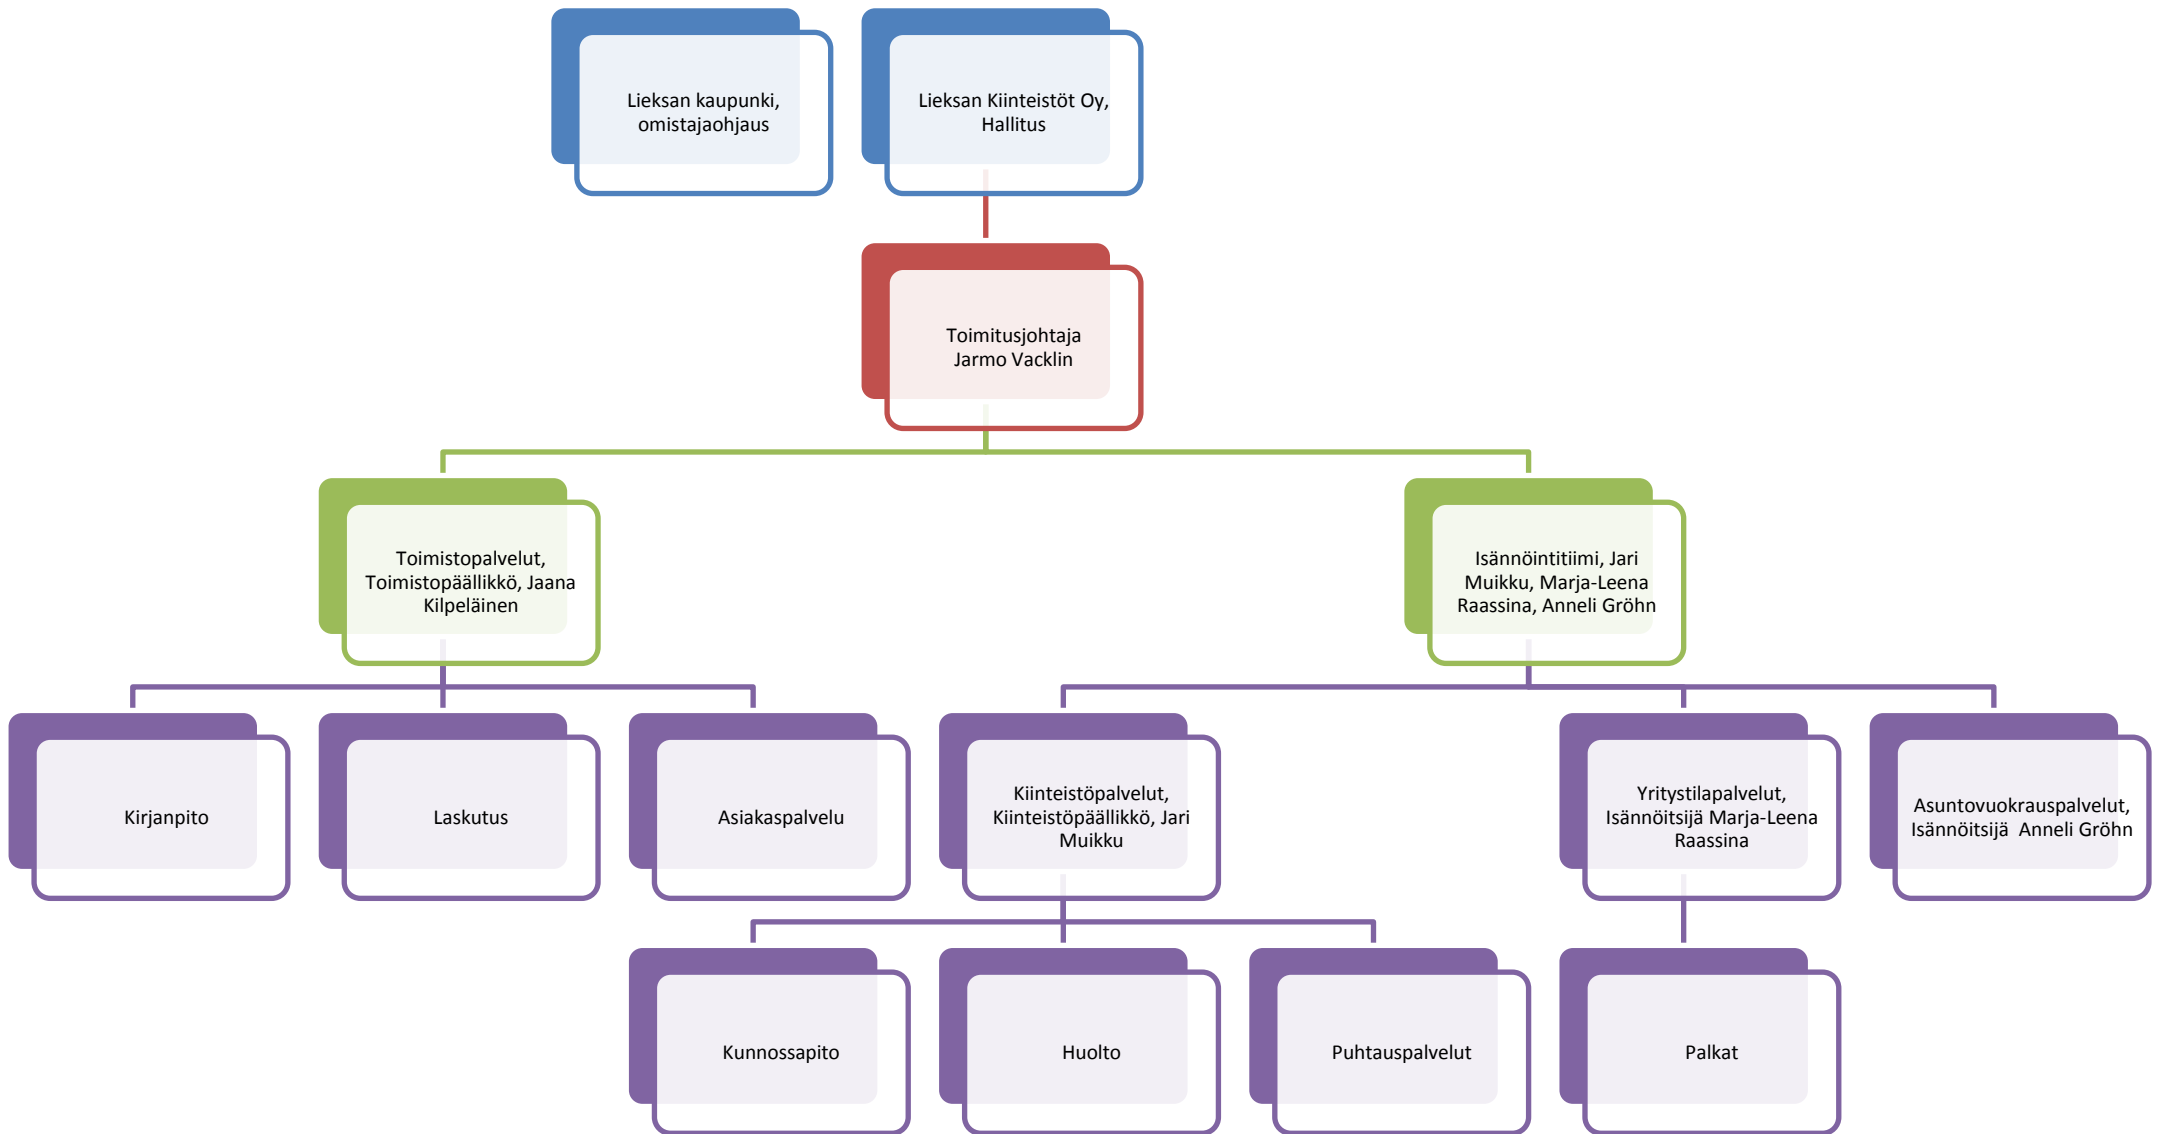 Lieksan kaupunki,
omistajaohjaus
Lieksan Kiinteistöt Oy,
Hallitus
Toimitusjohtaja
Jarmo Vacklin
Toimistopalvelut,
Toimistopäällikkö, Jaana
Kilpeläinen
Isännöintitiimi, Jari
Muikku, Marja-Leena
Raassina, Anneli Gröhn
Kirjanpito
Laskutus
Asiakaspalvelu
Kiinteistöpalvelut,
Kiinteistöpäällikkö, Jari
Muikku
Yritystilapalvelut,
Isännöitsijä Marja-Leena
Raassina
Asuntovuokrauspalvelut,
Isännöitsijä  Anneli Gröhn
Kunnossapito
Huolto
Puhtauspalvelut
Palkat